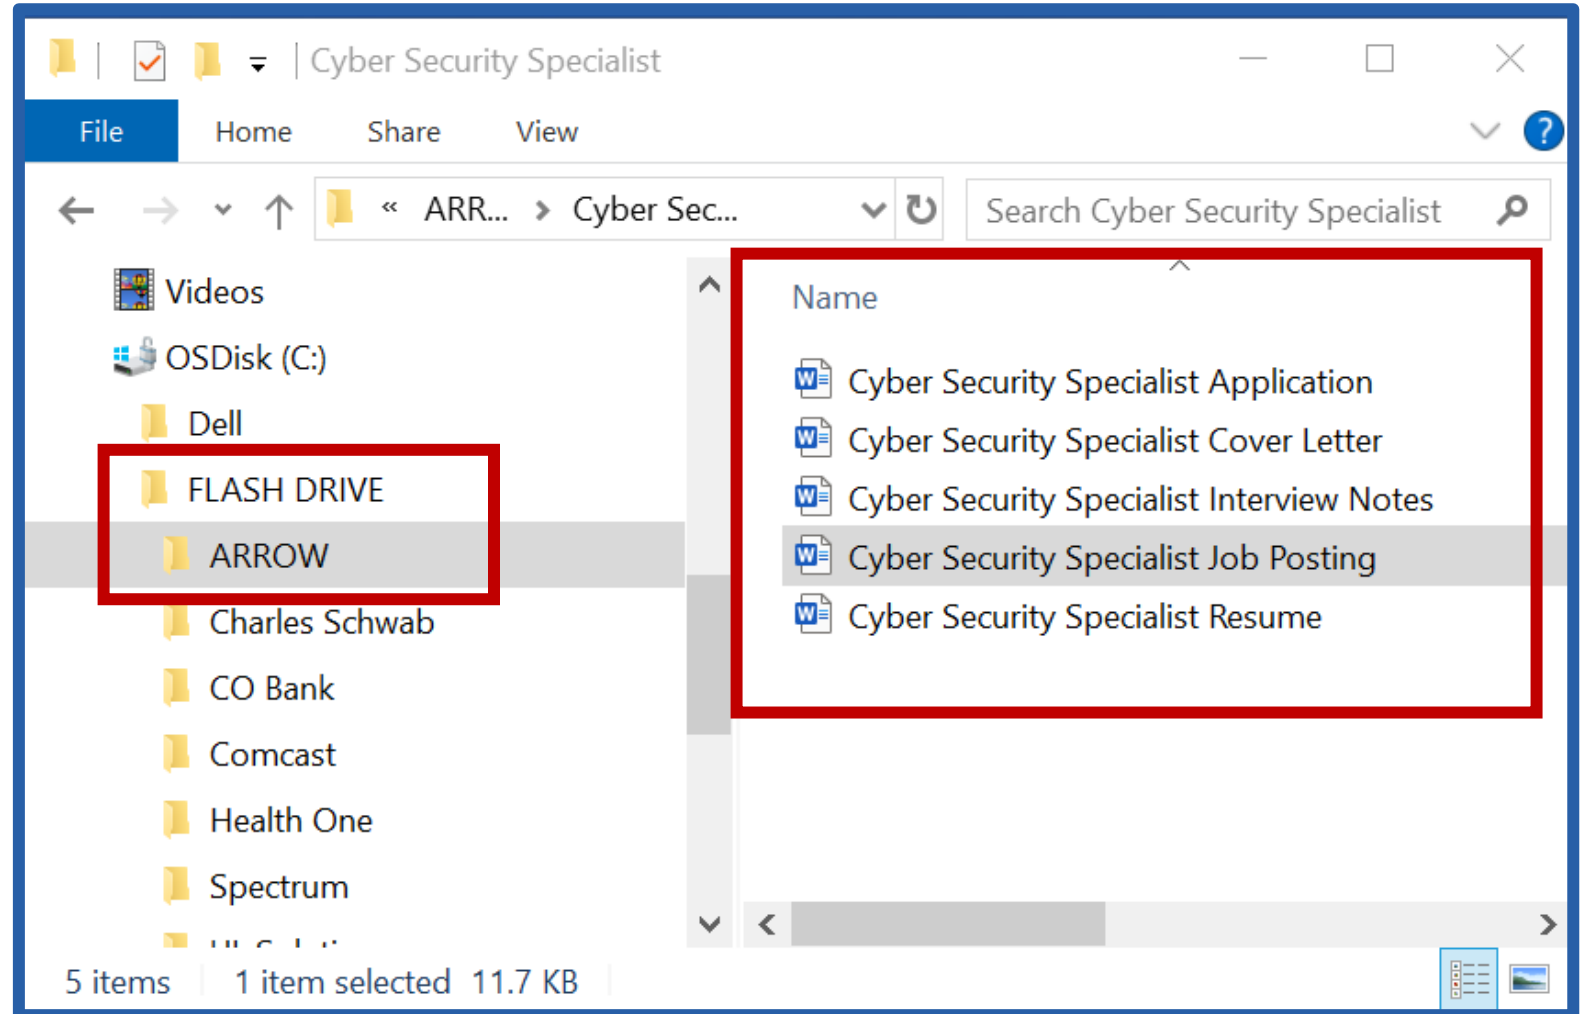 Cyber Security Specialist
File Home Share View
?
« ARR... > Cyber Sec...
Search Cyber Security Specialist
Videos
OSDisk (C:)
Dell
FLASH DRIVE
ARROW
Charles Schwab
CO Bank
Comcast
Health One
Spectrum
Name
Cyber Security Specialist Application
Cyber Security Specialist Cover Letter
Cyber Security Specialist Interview Notes
Cyber Security Specialist Job Posting
Cyber Security Specialist Resume
5 items 1 item selected 11.7 KB